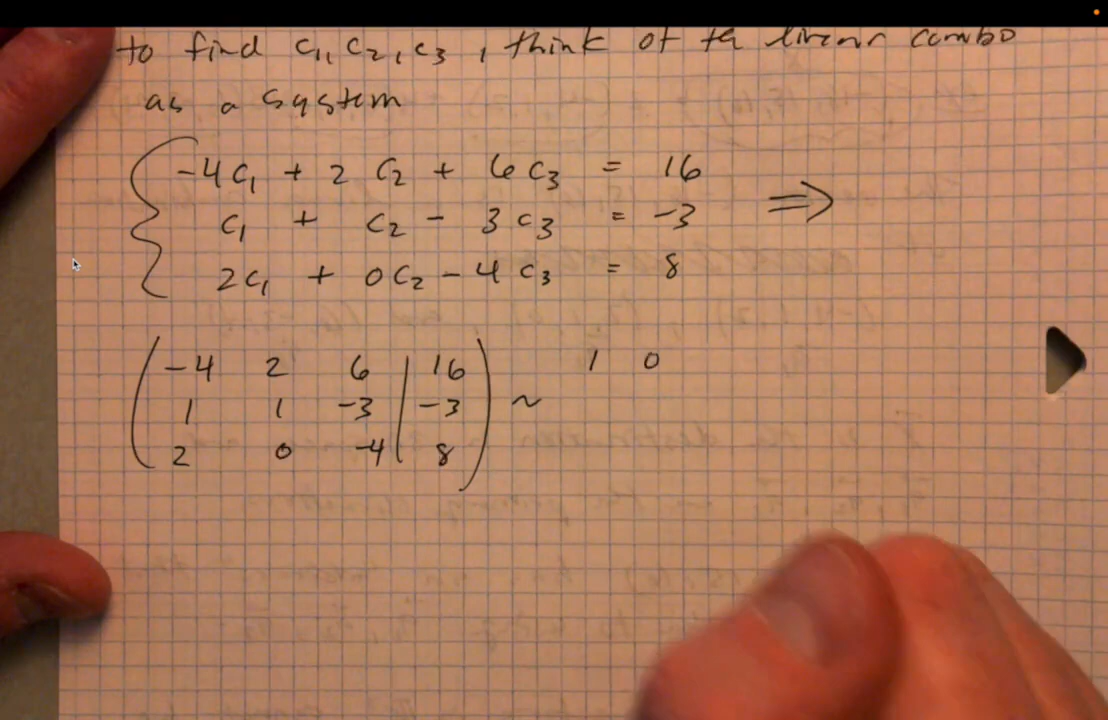 to find c₁, c₂, c₃, think of the linear combo
as a system
-4c₁ + 2c₂ + 6c₃ = 16 ⇒
c₁ + c₂ - 3c₃ = -3
2c₁ + 0c₂ - 4c₃ = 8
-4 2 6 | 16 1 0
1 1 -3 | -3 ~
2 0 -4 | 8